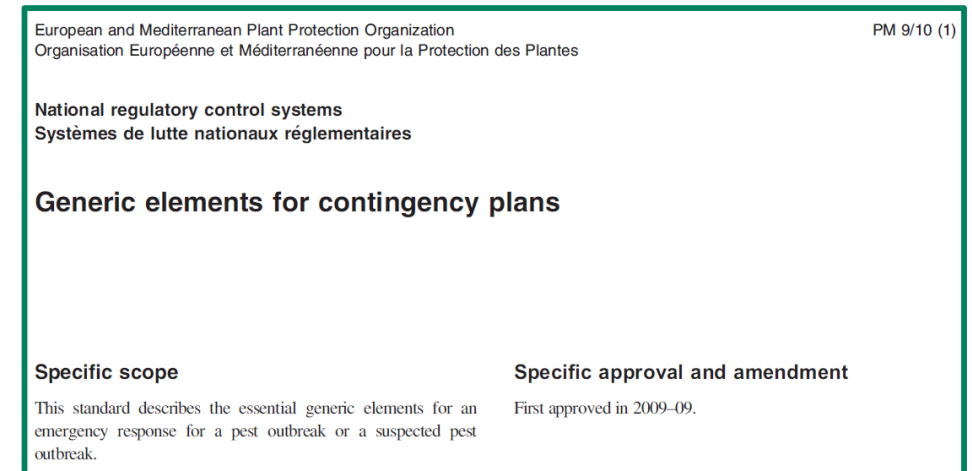 European and Mediterranean Plant Protection Organization
PM 9/10 (1)
Organisation Européenne et Méditerranéenne pour la Protection des Plantes
National regulatory control systems
Systèmes de lutte nationaux réglementaires
Generic elements for contingency plans
Specific scope
This standard describes the essential generic elements for an
emergency response for a pest outbreak or a suspected pest
outbreak.
Specific approval and amendment
First approved in 2009–09.